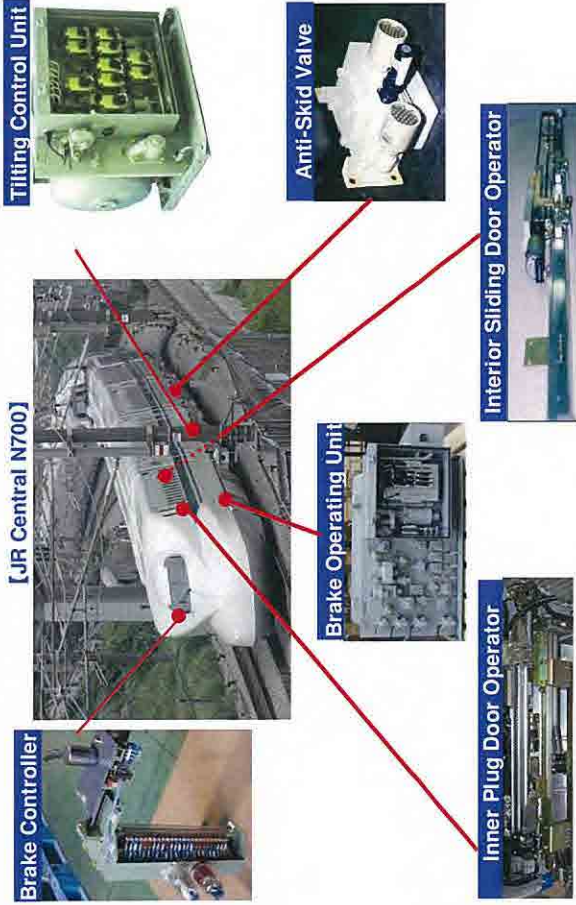 【JR Central N700】
Brake Controller
Tilting Control Unit
Brake Operating Unit
Anti-Skid Valve
Inner Plug Door Operator
Interior Sliding Door Operator